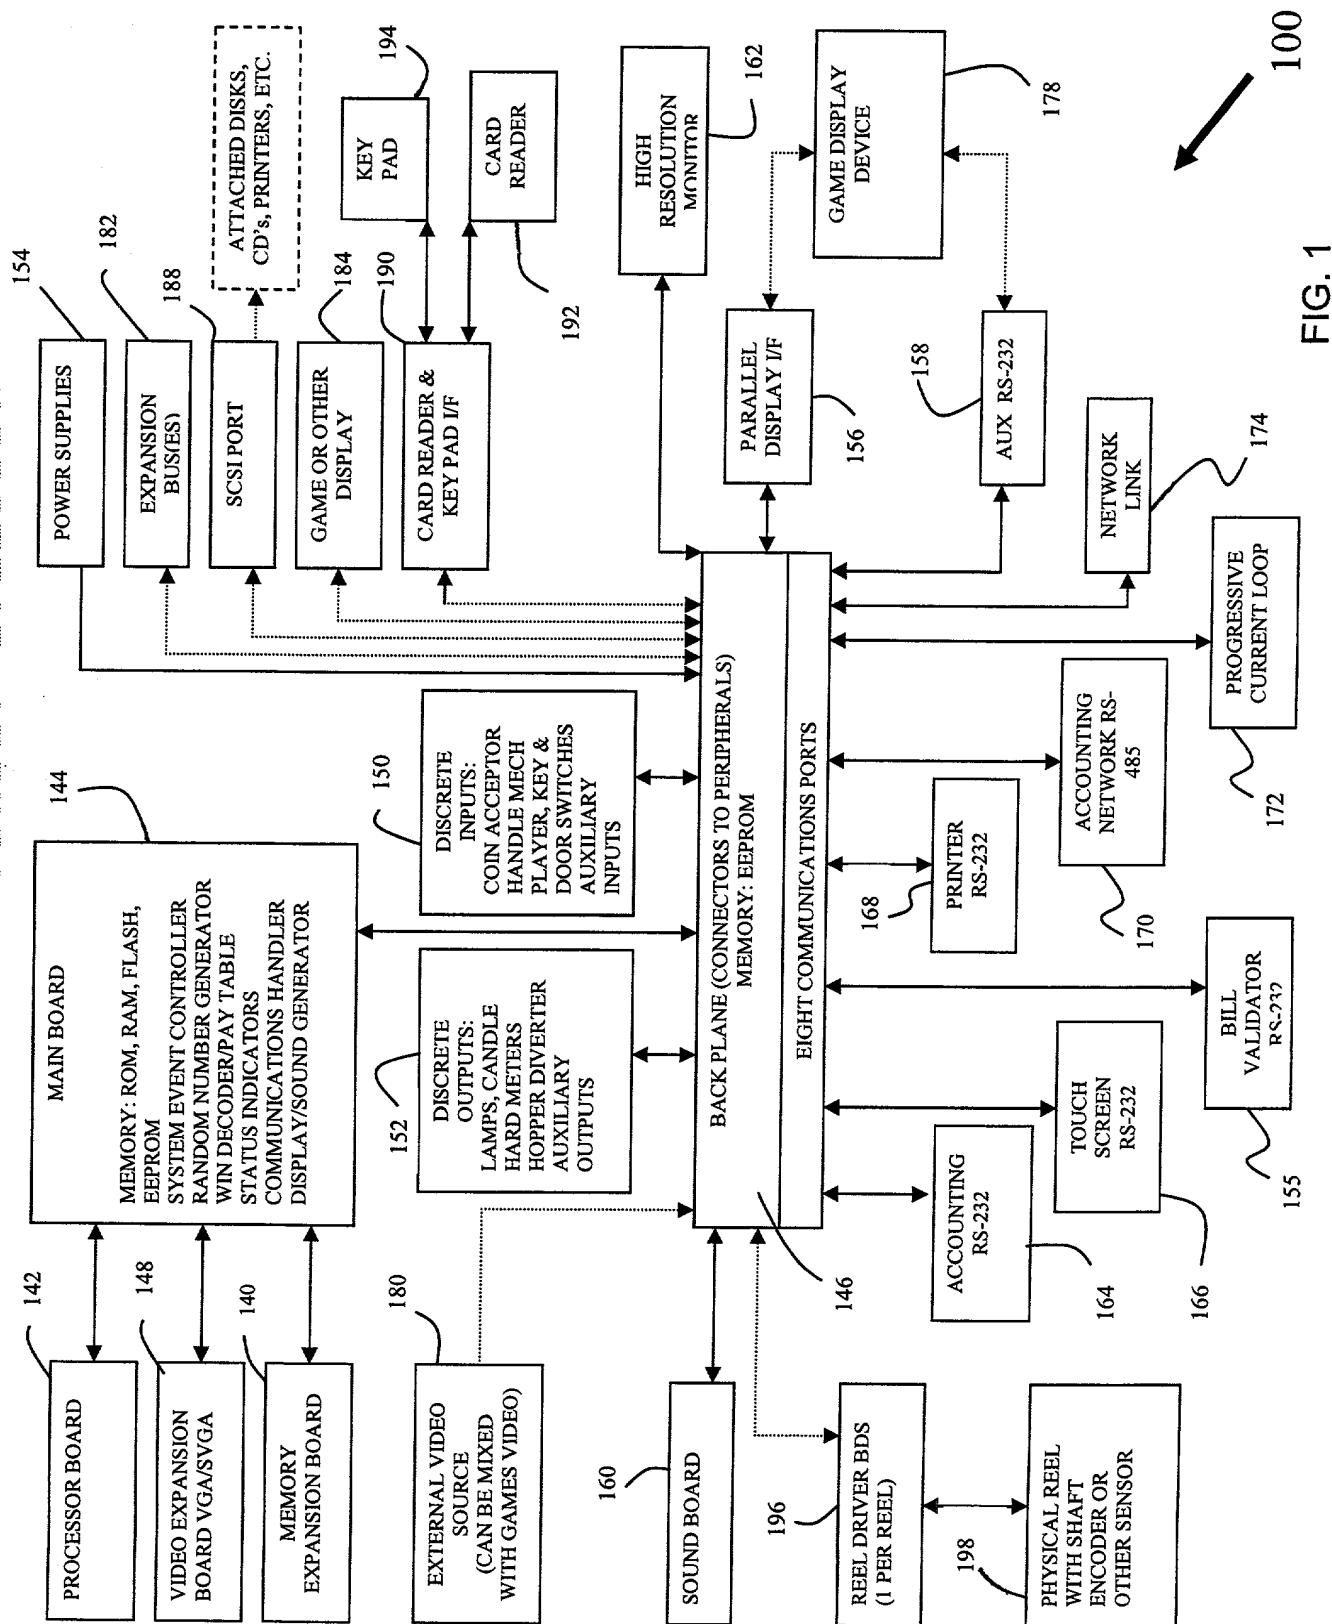 PROCESSOR BOARD
142
VIDEO EXPANSION
BOARD VGA/SVGA
148
MEMORY
EXPANSION BOARD
140
MAIN BOARD
MEMORY: ROM, RAM, FLASH,
EEPROM
SYSTEM EVENT CONTROLLER
RANDOM NUMBER GENERATOR
WIN DECODER/PAY TABLE
STATUS INDICATORS
COMMUNICATIONS HANDLER
DISPLAY/SOUND GENERATOR
144
POWER SUPPLIES
154
EXPANSION
BUS(ES)
182
SCSI PORT
188
ATTACHED DISKS,
CD's, PRINTERS, ETC.
GAME OR OTHER
DISPLAY
184
CARD READER &
KEY PAD I/F
190
KEY
PAD
194
CARD
READER
192
EXTERNAL VIDEO
SOURCE
(CAN BE MIXED
WITH GAMES VIDEO)
180
DISCRETE
OUTPUTS:
LAMPS, CANDLE
HARD METERS
HOPPER DIVERTER
AUXILIARY
OUTPUTS
152
DISCRETE
INPUTS:
COIN ACCEPTOR
HANDLE MECH
PLAYER, KEY &
DOOR SWITCHES
AUXILIARY
INPUTS
150
HIGH
RESOLUTION
MONITOR
162
SOUND BOARD
160
BACK PLANE (CONNECTORS TO PERIPHERALS)
MEMORY: EEPROM
EIGHT COMMUNICATIONS PORTS
146
PARALLEL
DISPLAY I/F
156
GAME DISPLAY
DEVICE
178
AUX RS-232
158
REEL DRIVER BDS
(1 PER REEL)
196
PHYSICAL REEL
WITH SHAFT
ENCODER OR
OTHER SENSOR
198
ACCOUNTING
RS-232
164
TOUCH
SCREEN
RS-232
166
BILL
VALIDATOR
RS-232
155
PRINTER
RS-232
168
ACCOUNTING
NETWORK RS-
485
170
PROGRESSIVE
CURRENT LOOP
172
NETWORK
LINK
174
100
FIG. 1